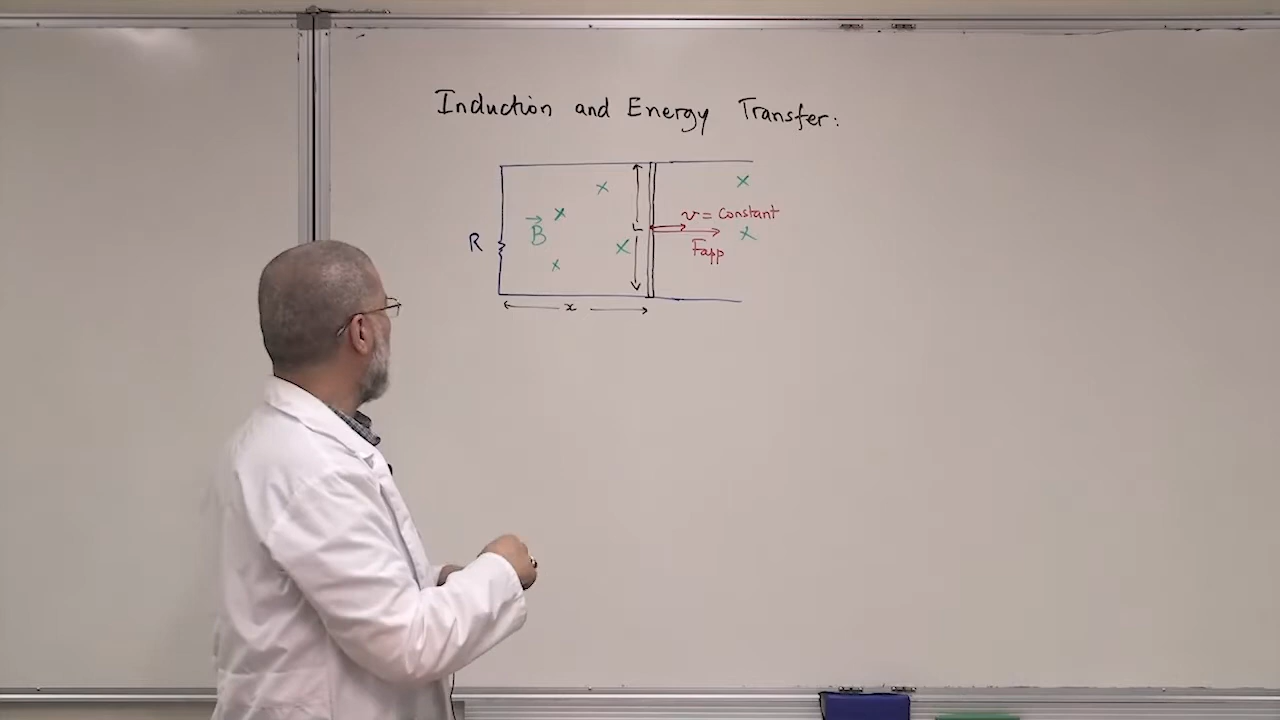 Induction and Energy Transfer:
x x
x
B
L
v = Constant
R
x x
Fapp
x
x